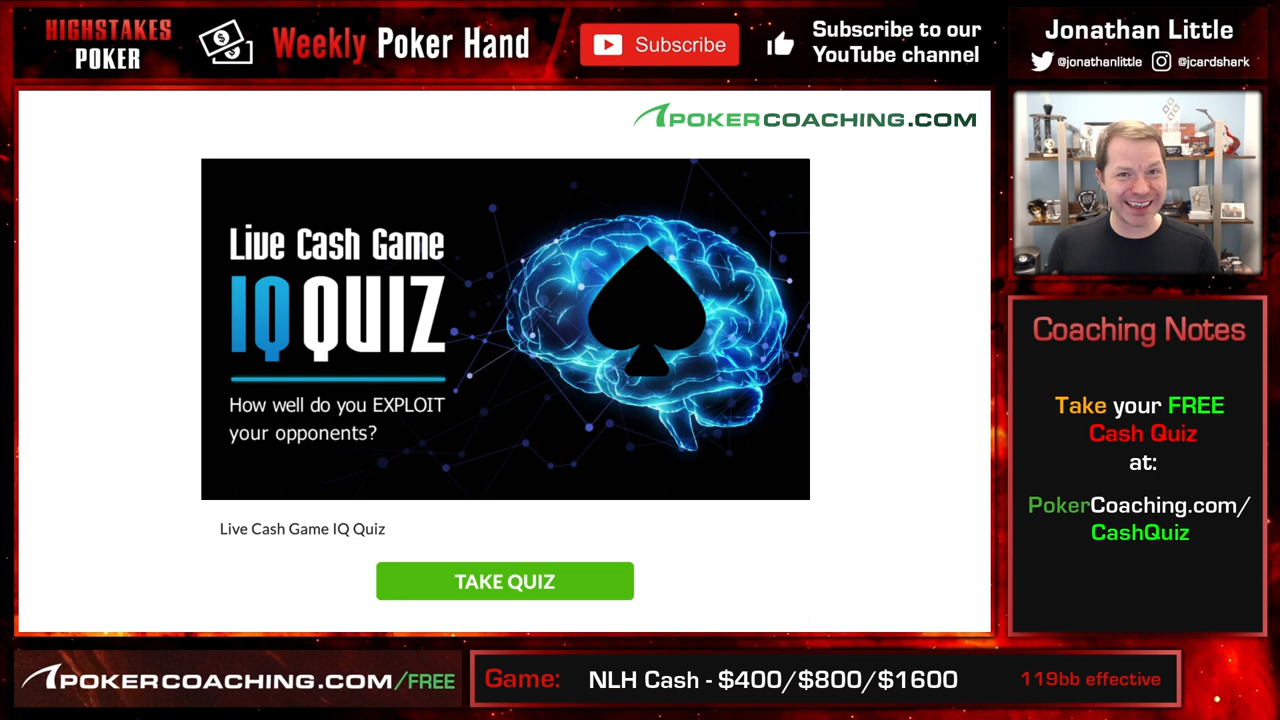 HIGHSTAKES
POKER
Weekly Poker Hand
Subscribe
Subscribe to our
YouTube channel
Jonathan Little
@jonathanlittle @jcardshark
POKERCOACHING.COM
Live Cash Game
IQ QUIZ
How well do you EXPLOIT
your opponents?
Live Cash Game IQ Quiz
TAKE QUIZ
Coaching Notes
Take your FREE
Cash Quiz
at:
PokerCoaching.com/
CashQuiz
POKERCOACHING.COM/FREE
Game: NLH Cash - $400/$800/$1600 119bb effective